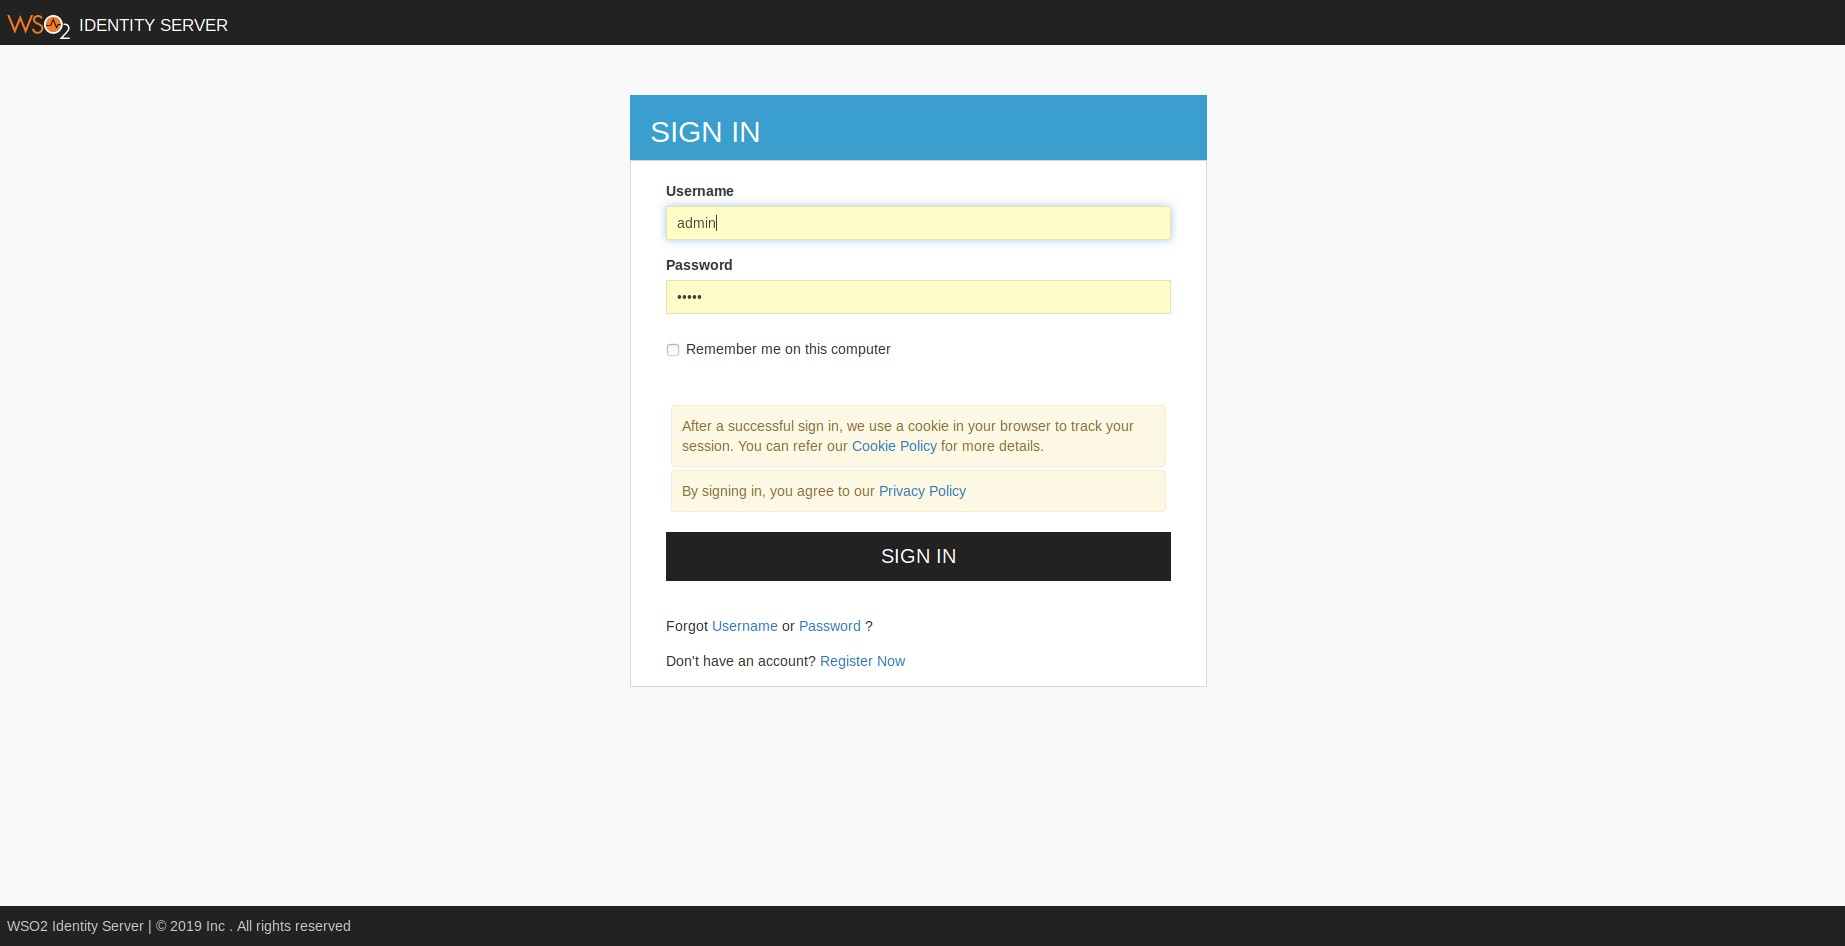 WSO2 IDENTITY SERVER
SIGN IN
Username
admin
Password
•••••
Remember me on this computer
After a successful sign in, we use a cookie in your browser to track your
session. You can refer our Cookie Policy for more details.
By signing in, you agree to our Privacy Policy
SIGN IN
Forgot Username or Password ?
Don't have an account? Register Now
WSO2 Identity Server | © 2019 Inc . All rights reserved